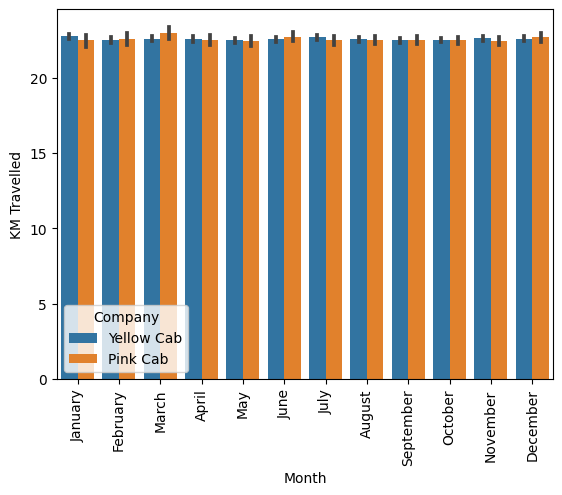 20
15
10
5
0
KM Travelled
Company
Yellow Cab
Pink Cab
January
February
March
April
May
June
July
August
September
October
November
December
Month